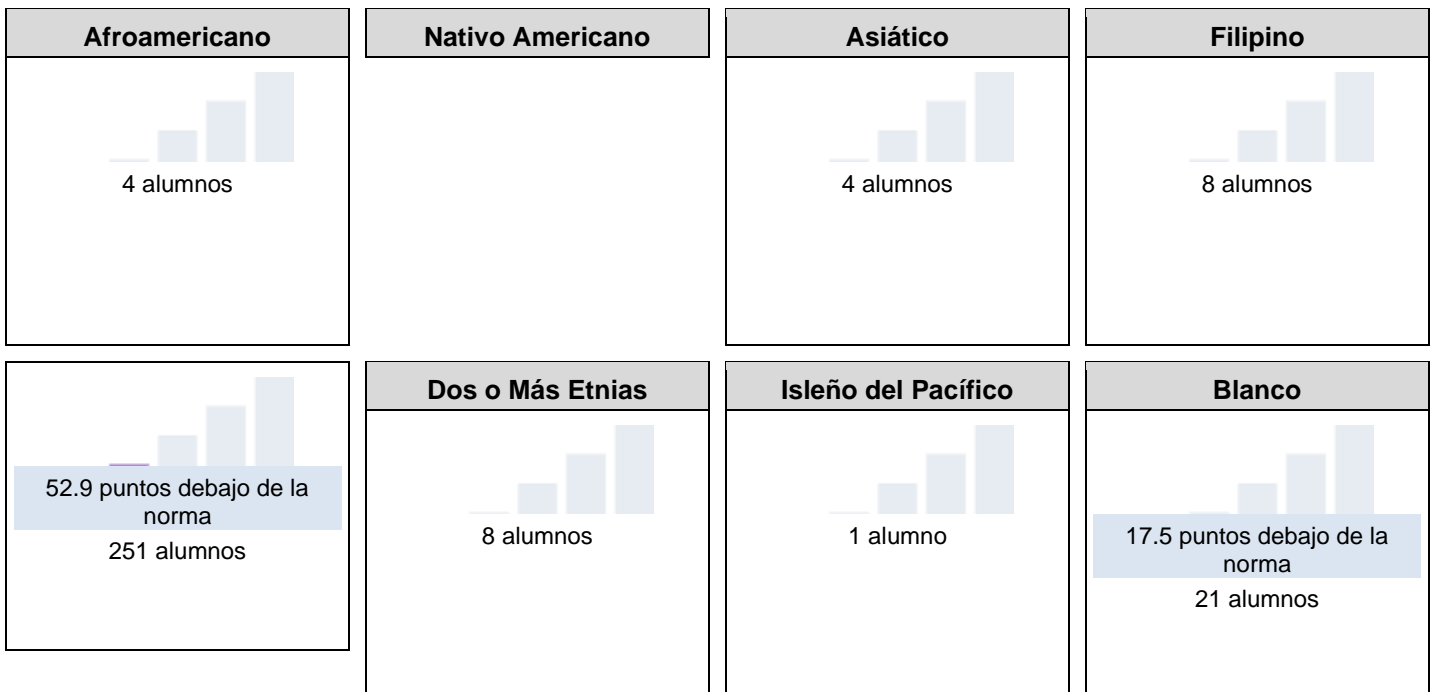 Afroamericano
4 alumnos
Nativo Americano
Asiático
4 alumnos
Filipino
8 alumnos
52.9 puntos debajo de la
norma
251 alumnos
Dos o Más Etnias
8 alumnos
Isleño del Pacífico
1 alumno
Blanco
17.5 puntos debajo de la
norma
21 alumnos